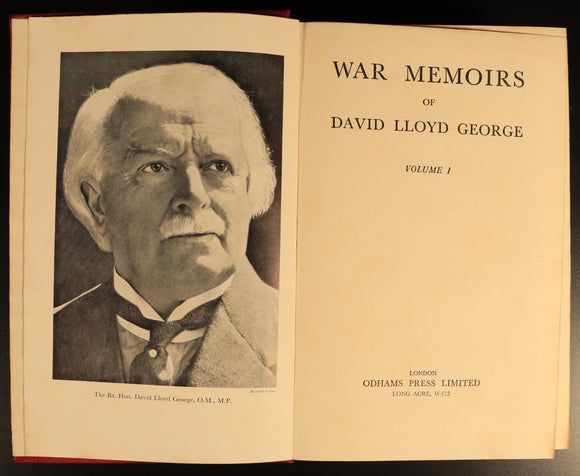 The Rt. Hon. David Lloyd George, O.M., M.P.
WAR MEMOIRS
OF
DAVID LLOYD GEORGE
VOLUME I
LONDON
ODHAMS PRESS LIMITED
LONG ACRE, W.C.2